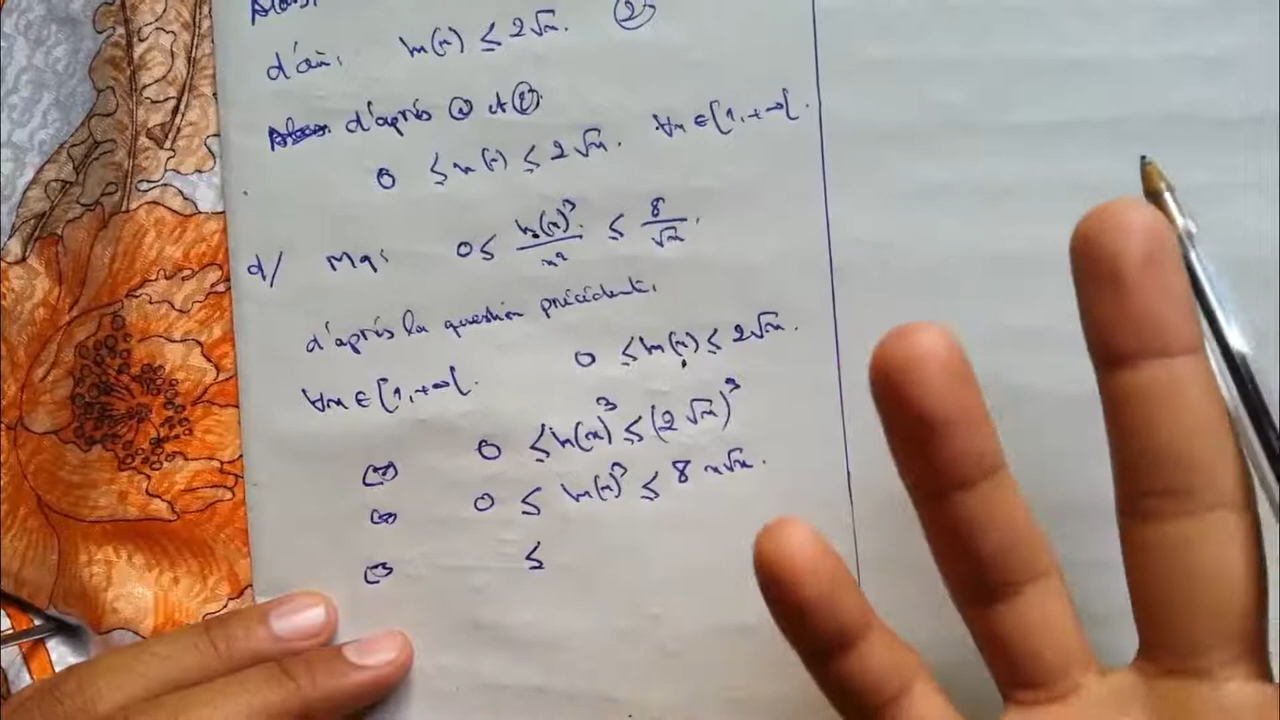 d'où : ln(x) ≤ 2√x. ②
d'après ① et ②.
0 ≤ ln(x) ≤ 2√x. ∀x ∈ [1,+∞[.
d/ Mq: 0 ≤ ln(x)³/x² ≤ 8/√x.
d'après la question précédente,
∀x ∈ [1,+∞[. 0 ≤ ln(x) ≤ 2√x.
⇔ 0 ≤ ln(x)³ ≤ (2√x)³
⇔ 0 ≤ ln(x)³ ≤ 8x√x.
⇔ ≤